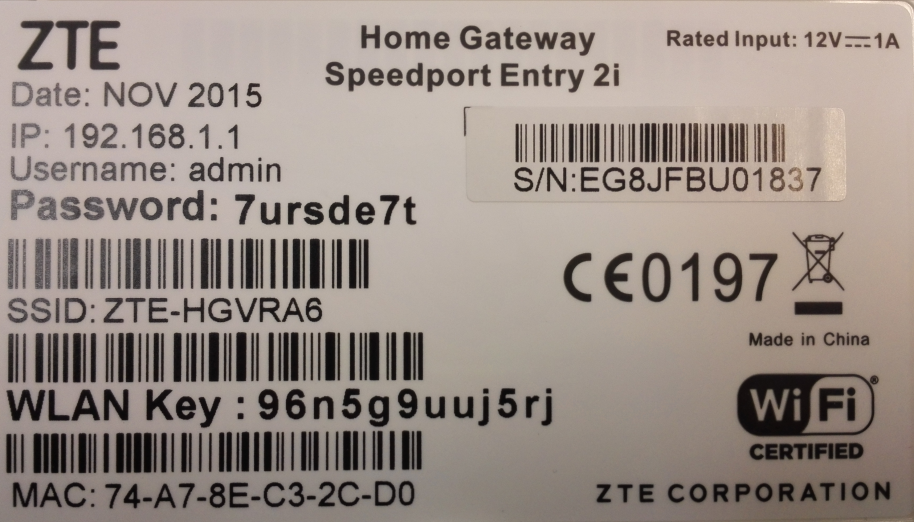 ZTE
Home Gateway
Speedport Entry 2i
Rated Input: 12V⎓1A
Date: NOV 2015
IP: 192.168.1.1
Username: admin
Password: 7ursde7t
S/N:EG8JFBU01837
SSID: ZTE-HGVRA6
CE0197
Made in China
WLAN Key : 96n5g9uuj5rj
WiFi®
CERTIFIED
MAC: 74-A7-8E-C3-2C-D0
ZTE CORPORATION